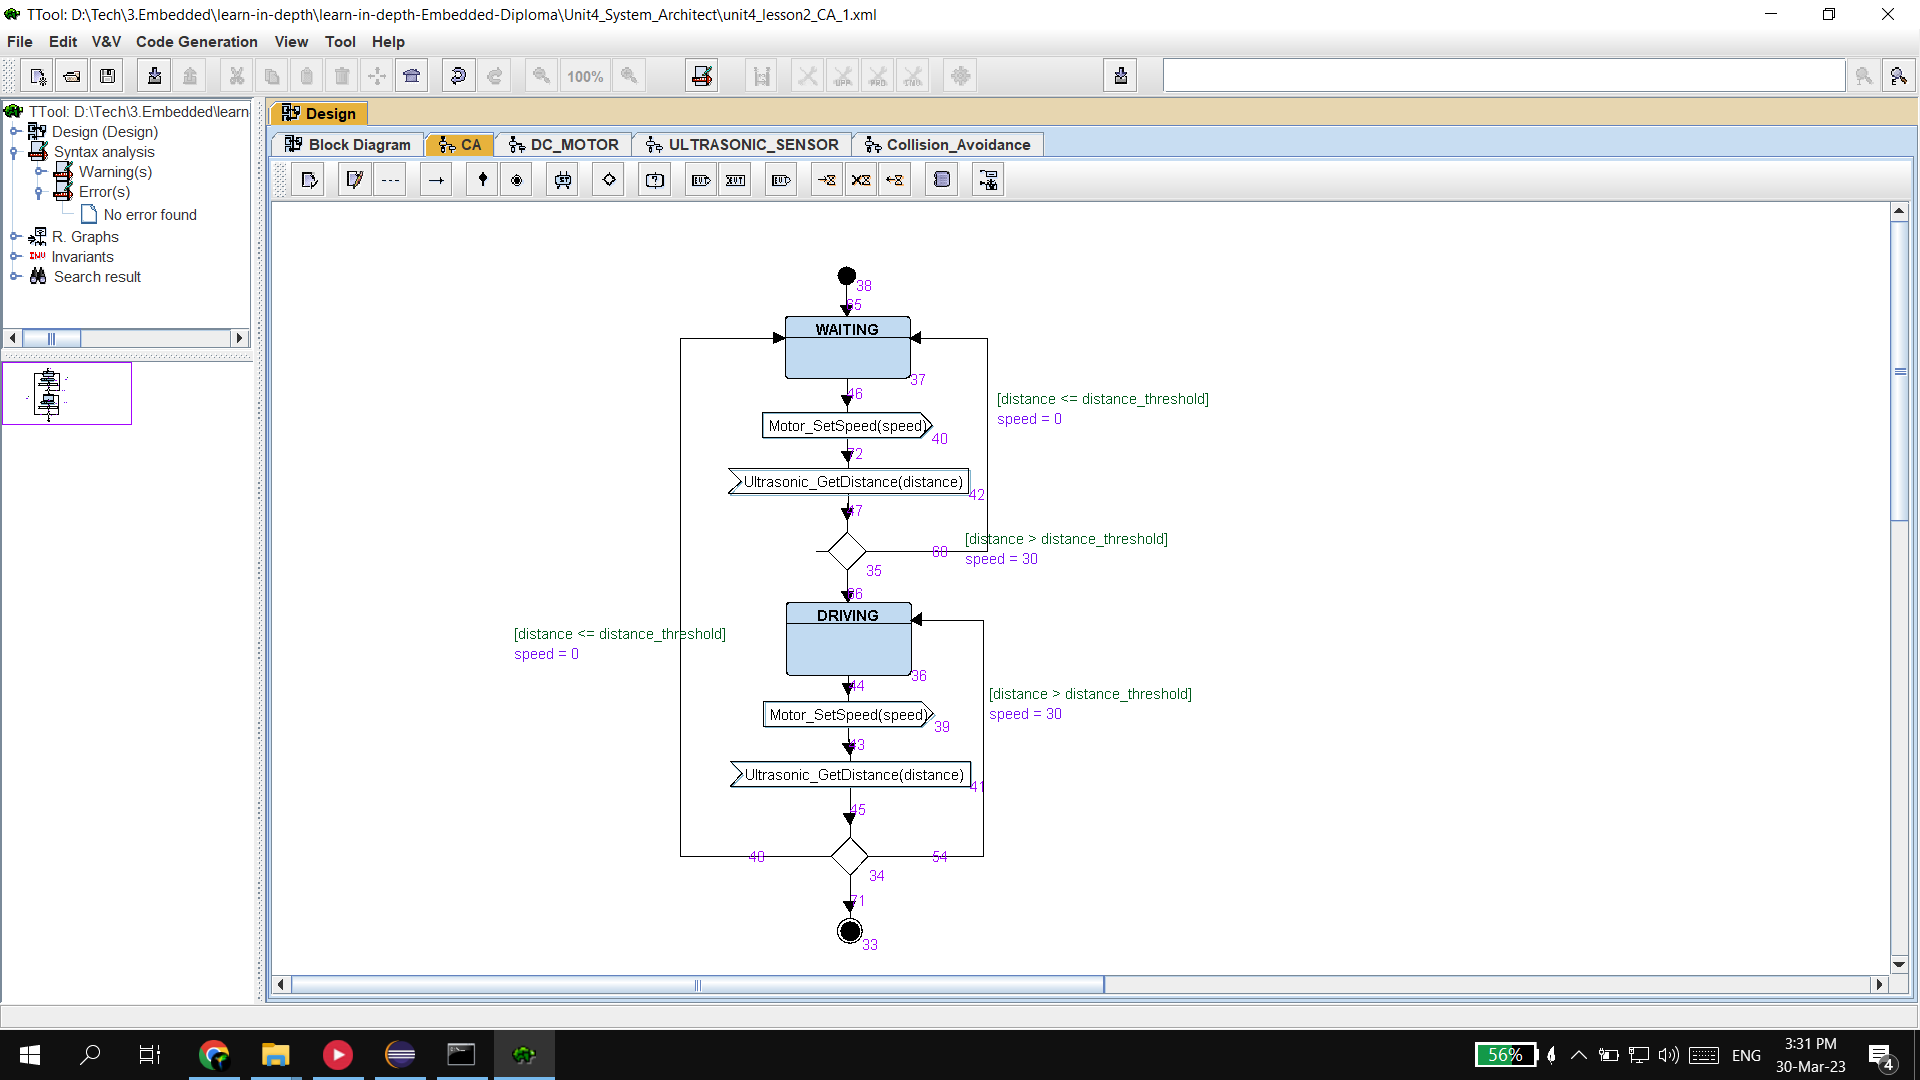 TTool: D:\Tech\3.Embedded\learn-in-depth\learn-in-depth-Embedded-Diploma\Unit4_System_Architect\unit4_lesson2_CA_1.xml
File Edit V&V Code Generation View Tool Help
100%
TTool: D:\Tech\3.Embedded\learn
Design (Design)
Syntax analysis
Warning(s)
Error(s)
No error found
R. Graphs
INV Invariants
Search result
Design
Block Diagram CA DC_MOTOR ULTRASONIC_SENSOR Collision_Avoidance
38
WAITING
37
46
[distance <= distance_threshold]
speed = 0
Motor_SetSpeed(speed)
40
72
Ultrasonic_GetDistance(distance)
42
47
[distance > distance_threshold]
speed = 30
35
DRIVING
36
[distance <= distance_threshold]
speed = 0
44
[distance > distance_threshold]
speed = 30
Motor_SetSpeed(speed)
39
43
Ultrasonic_GetDistance(distance)
41
45
54
34
71
33
56%
ENG
3:31 PM
30-Mar-23
4